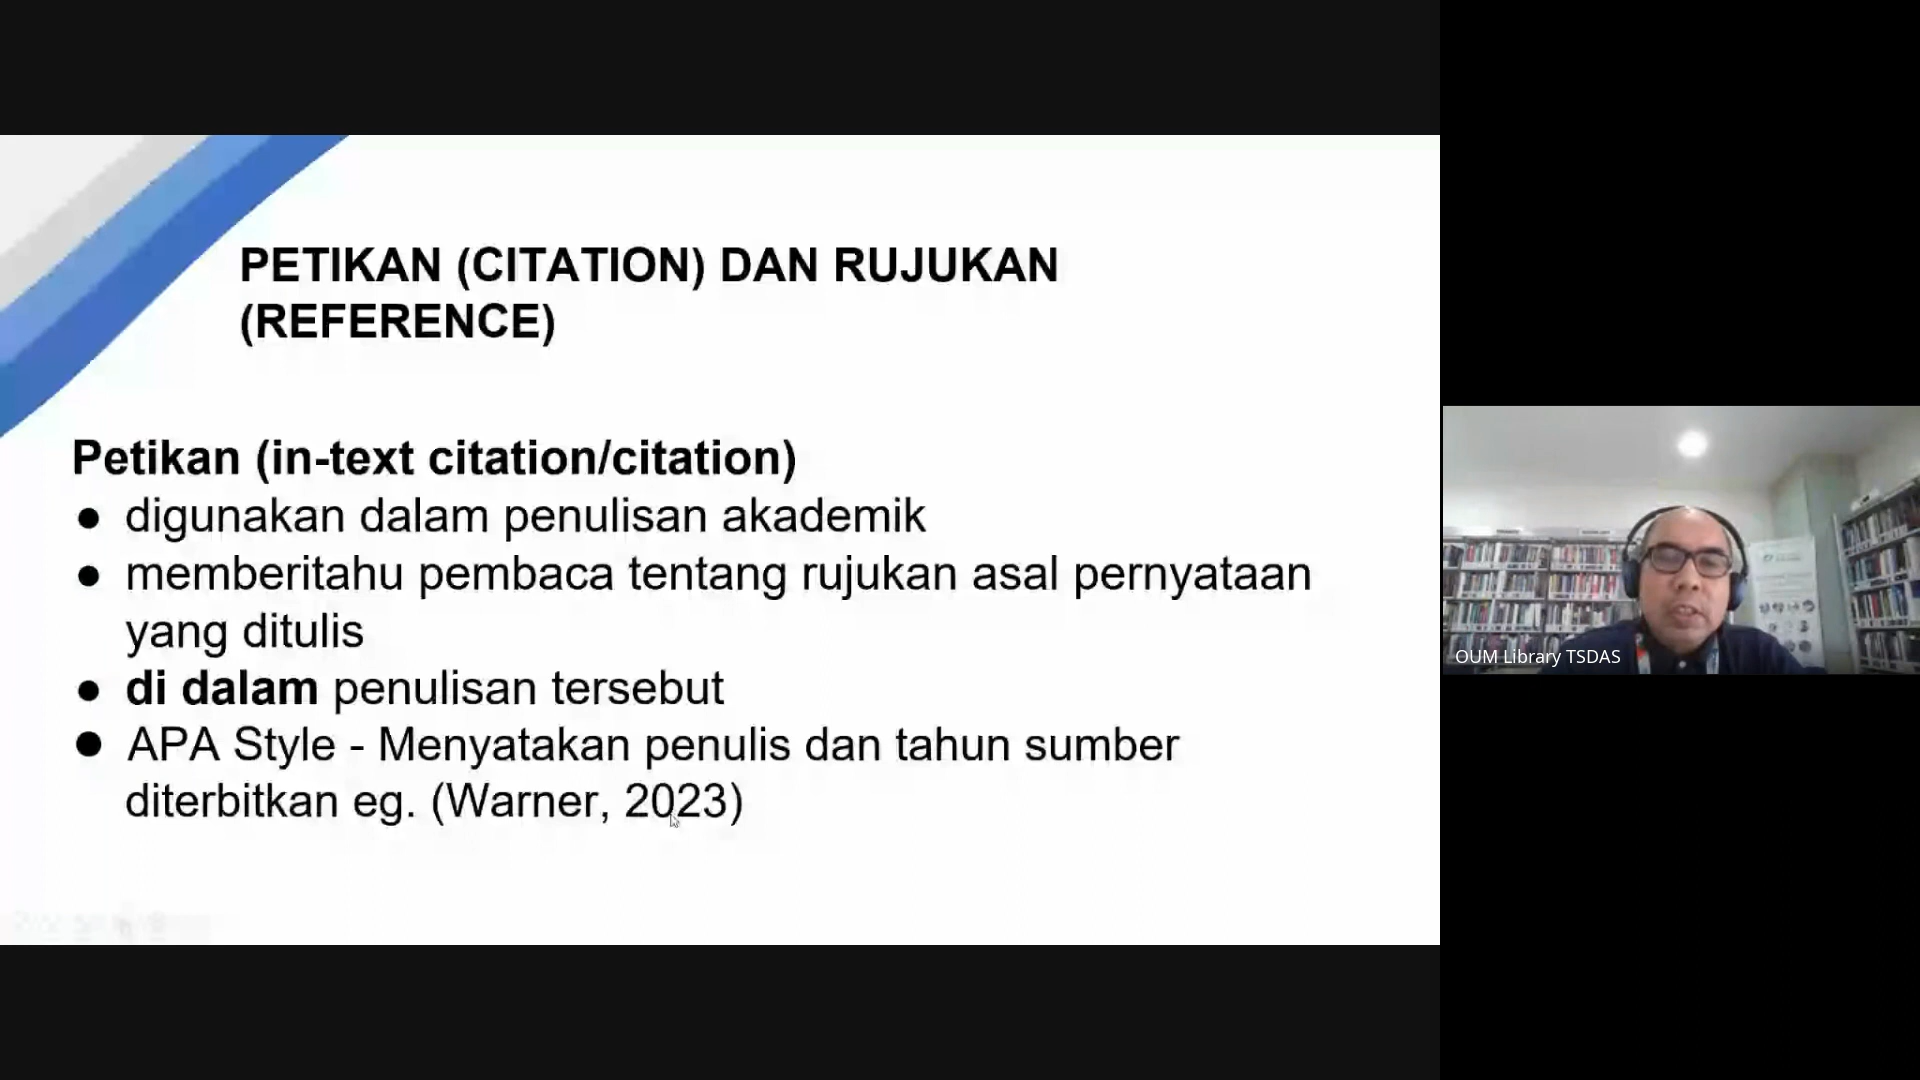 PETIKAN (CITATION) DAN RUJUKAN
(REFERENCE)
Petikan (in-text citation/citation)
● digunakan dalam penulisan akademik
● memberitahu pembaca tentang rujukan asal pernyataan
yang ditulis
● di dalam penulisan tersebut
● APA Style - Menyatakan penulis dan tahun sumber
diterbitkan eg. (Warner, 2023)
OUM Library TSDAS